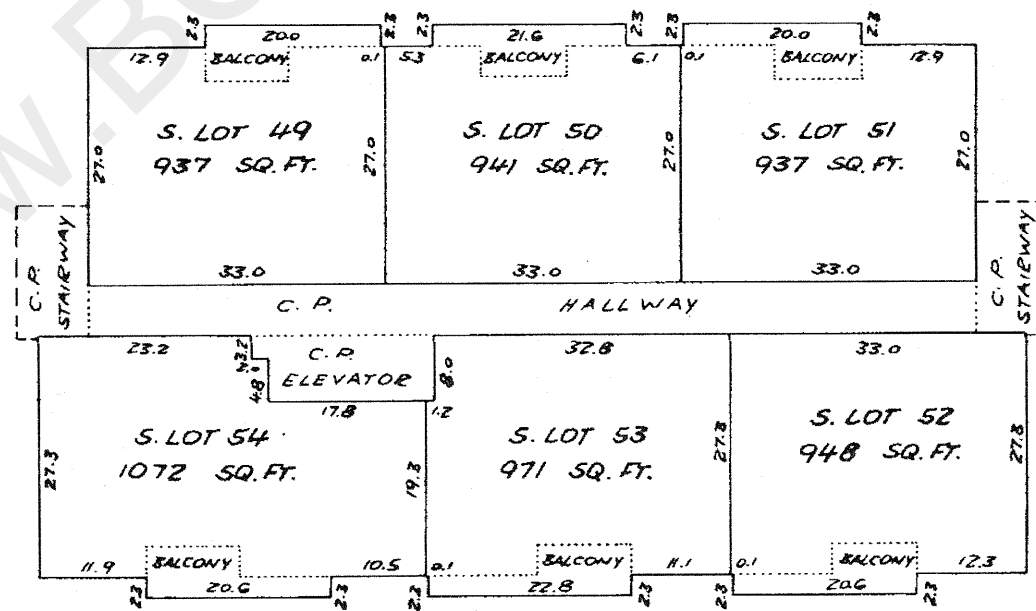 2.3 20.0 2.3 2.3 21.6 2.3 2.3 20.0 2.3
12.9 BALCONY 0.1 5.3 BALCONY 6.1 0.1 BALCONY 12.9
S. LOT 49
937 SQ.FT.
S. LOT 50
941 SQ.FT.
S. LOT 51
937 SQ.FT.
27.0 27.0 27.0 27.0
33.0 33.0 33.0
C.P.
STAIRWAY
C.P. HALLWAY
C.P.
STAIRWAY
23.2 3.2 C.P. 32.8 33.0
4.8 ELEVATOR 8.0
17.8 1.2
S. LOT 54
1072 SQ.FT.
S. LOT 53
971 SQ.FT.
S. LOT 52
948 SQ.FT.
27.3 19.8 27.8 27.8
11.9 BALCONY 10.5 0.1 BALCONY 11.1 0.1 BALCONY 12.3
2.3 20.6 2.3 2.3 22.8 2.3 2.3 20.6 2.3